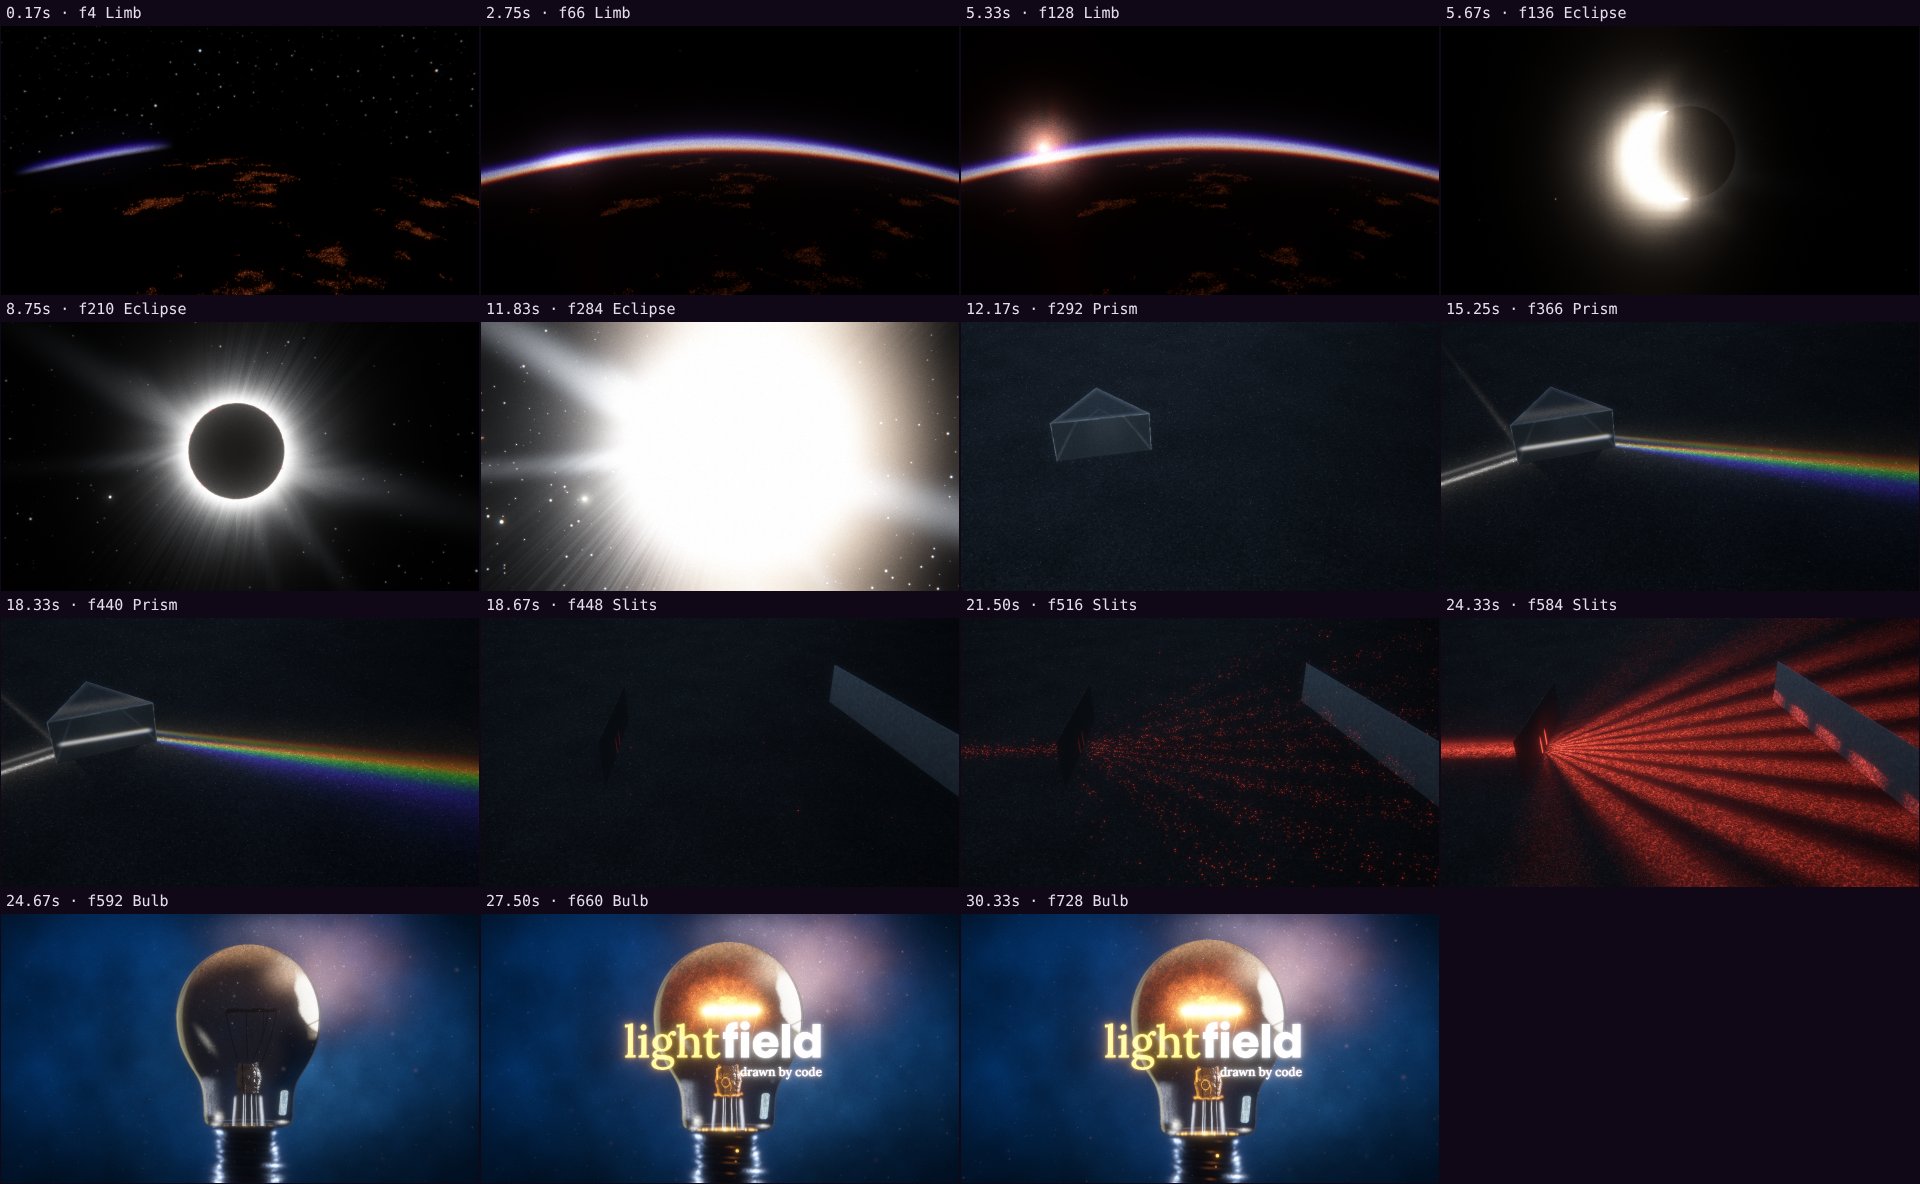 0.17s · f4 Limb
2.75s · f66 Limb
5.33s · f128 Limb
5.67s · f136 Eclipse
8.75s · f210 Eclipse
11.83s · f284 Eclipse
12.17s · f292 Prism
15.25s · f366 Prism
18.33s · f440 Prism
18.67s · f448 Slits
21.50s · f516 Slits
24.33s · f584 Slits
24.67s · f592 Bulb
27.50s · f660 Bulb
lightfield
drawn by code
30.33s · f728 Bulb
lightfield
drawn by code